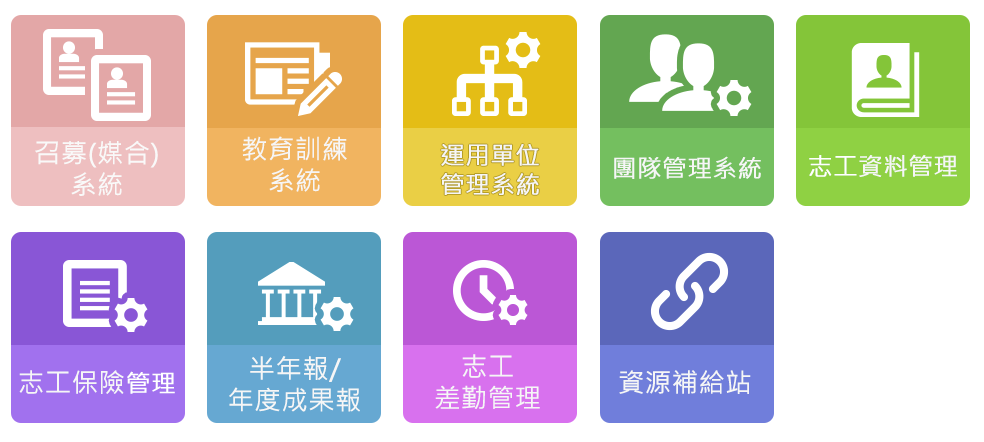 召募(媒合)
系統
教育訓練
系統
運用單位
管理系統
團隊管理系統
志工資料管理
志工保險管理
半年報/
年度成果報
志工
差勤管理
資源補給站